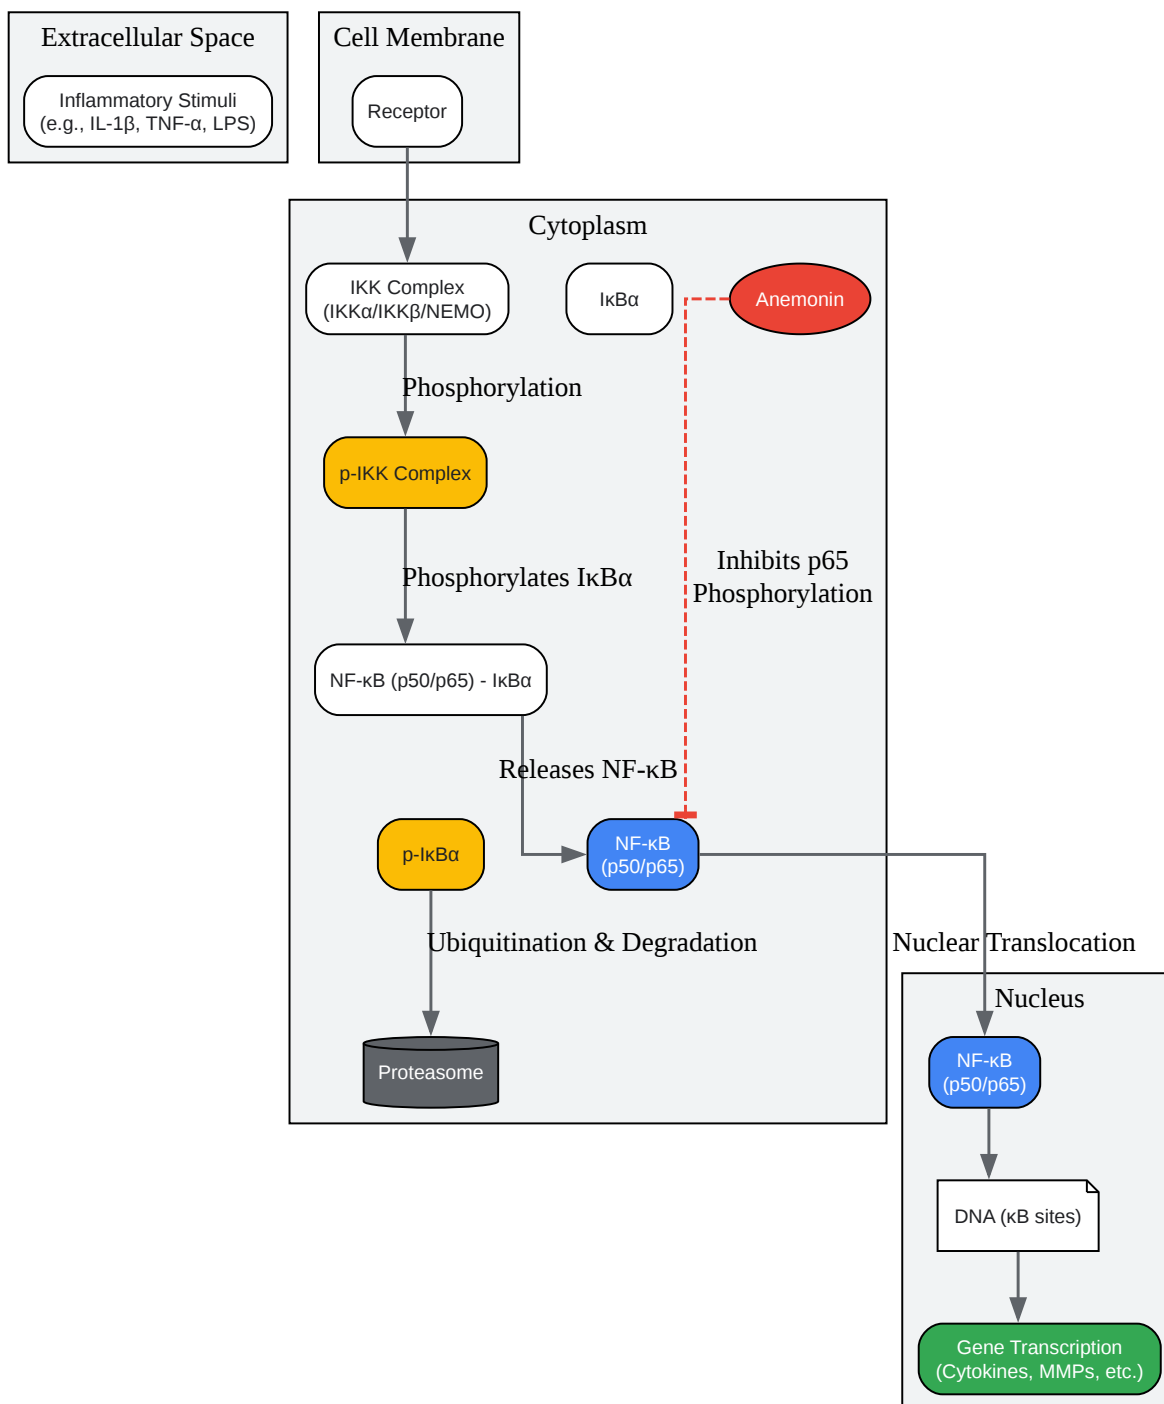 Extracellular Space
Inflammatory Stimuli
(e.g., IL-1β, TNF-α, LPS)
Cell Membrane
Receptor
Cytoplasm
IKK Complex
(IKKα/IKKβ/NEMO)
IκBα
Anemonin
Phosphorylation
p-IKK Complex
Phosphorylates IκBα
Inhibits p65
Phosphorylation
NF-κB (p50/p65) - IκBα
Releases NF-κB
p-IκBα
NF-κB
(p50/p65)
Ubiquitination & Degradation
Nuclear Translocation
Proteasome
Nucleus
NF-κB
(p50/p65)
DNA (κB sites)
Gene Transcription
(Cytokines, MMPs, etc.)